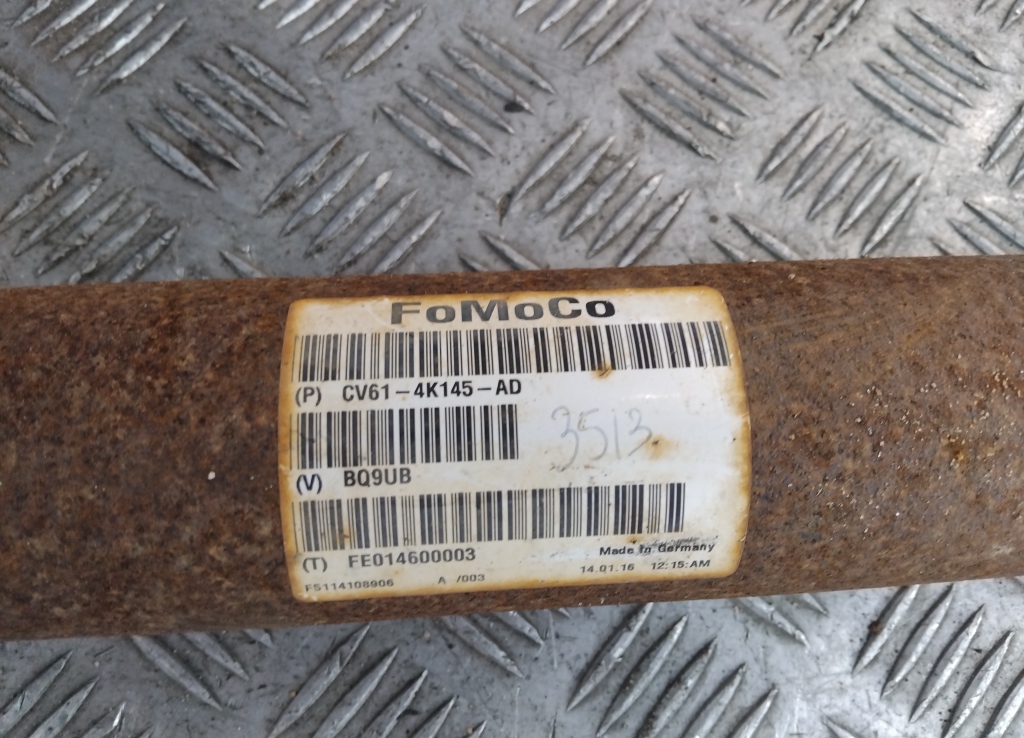 FoMoCo
(P) CV61-4K145-AD
3513
(V) BQ9UB
(T) FE014600003
Made in Germany
F5114108906 A /003 14.01.16 12:15:AM